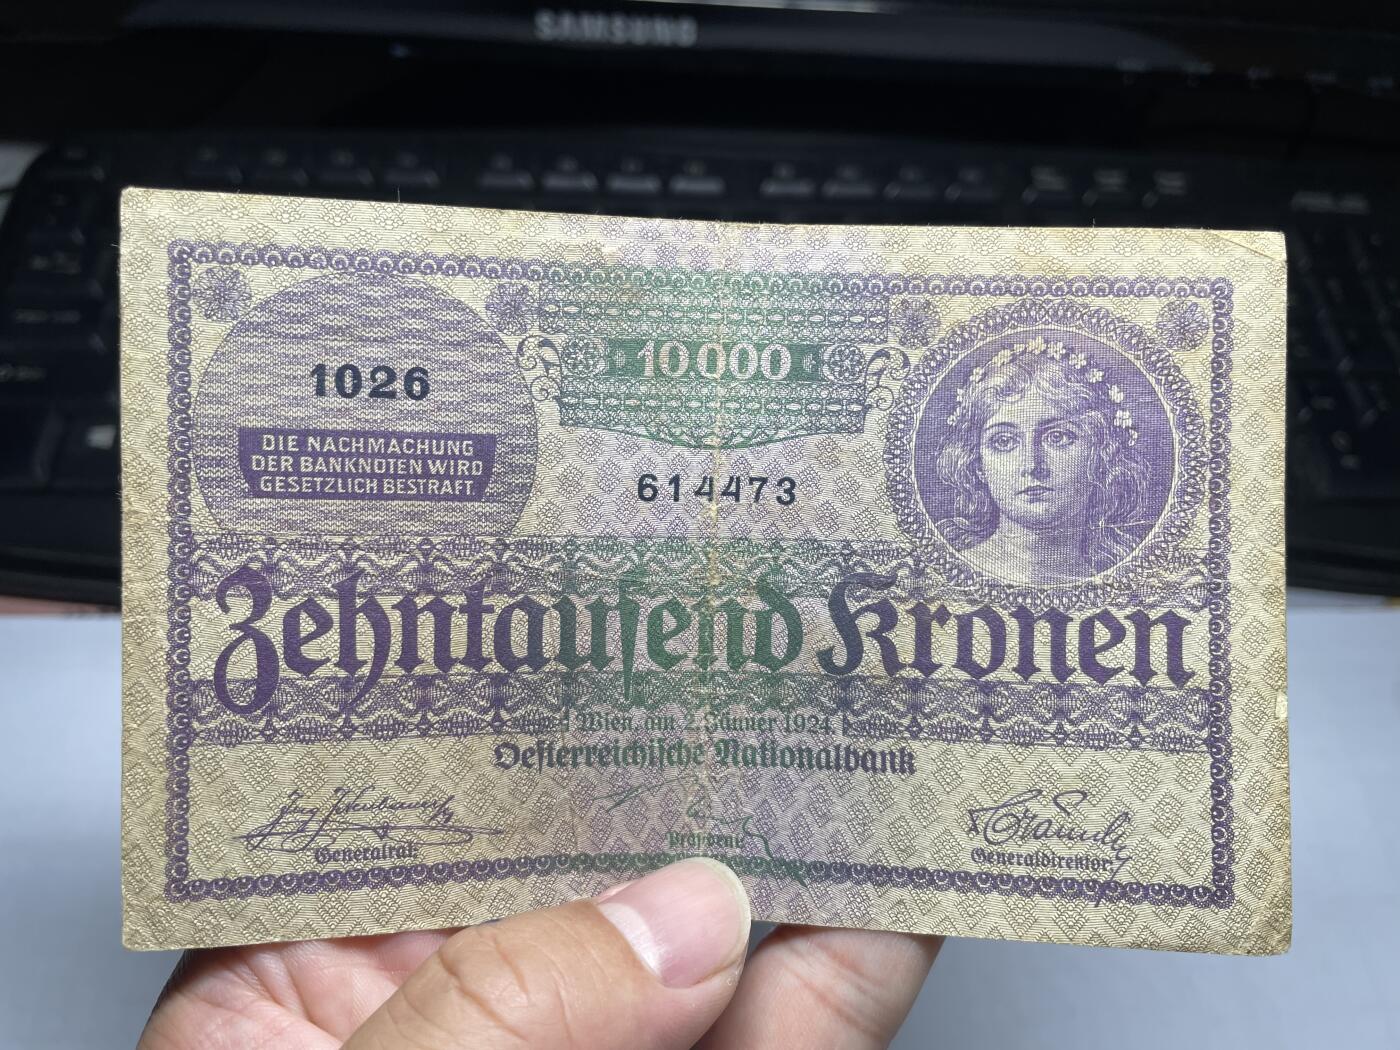 SAMSUNG
10.000
1026
DIE NACHMACHUNG
DER BANKNOTEN WIRD
GESETZLICH BESTRAFT.
614473
Zehntauſend Kronen
Wien, am 2. Jänner 1924.
Oeſterreichiſche Nationalbank
Generalrat.
Präſident.
Generaldirektor.